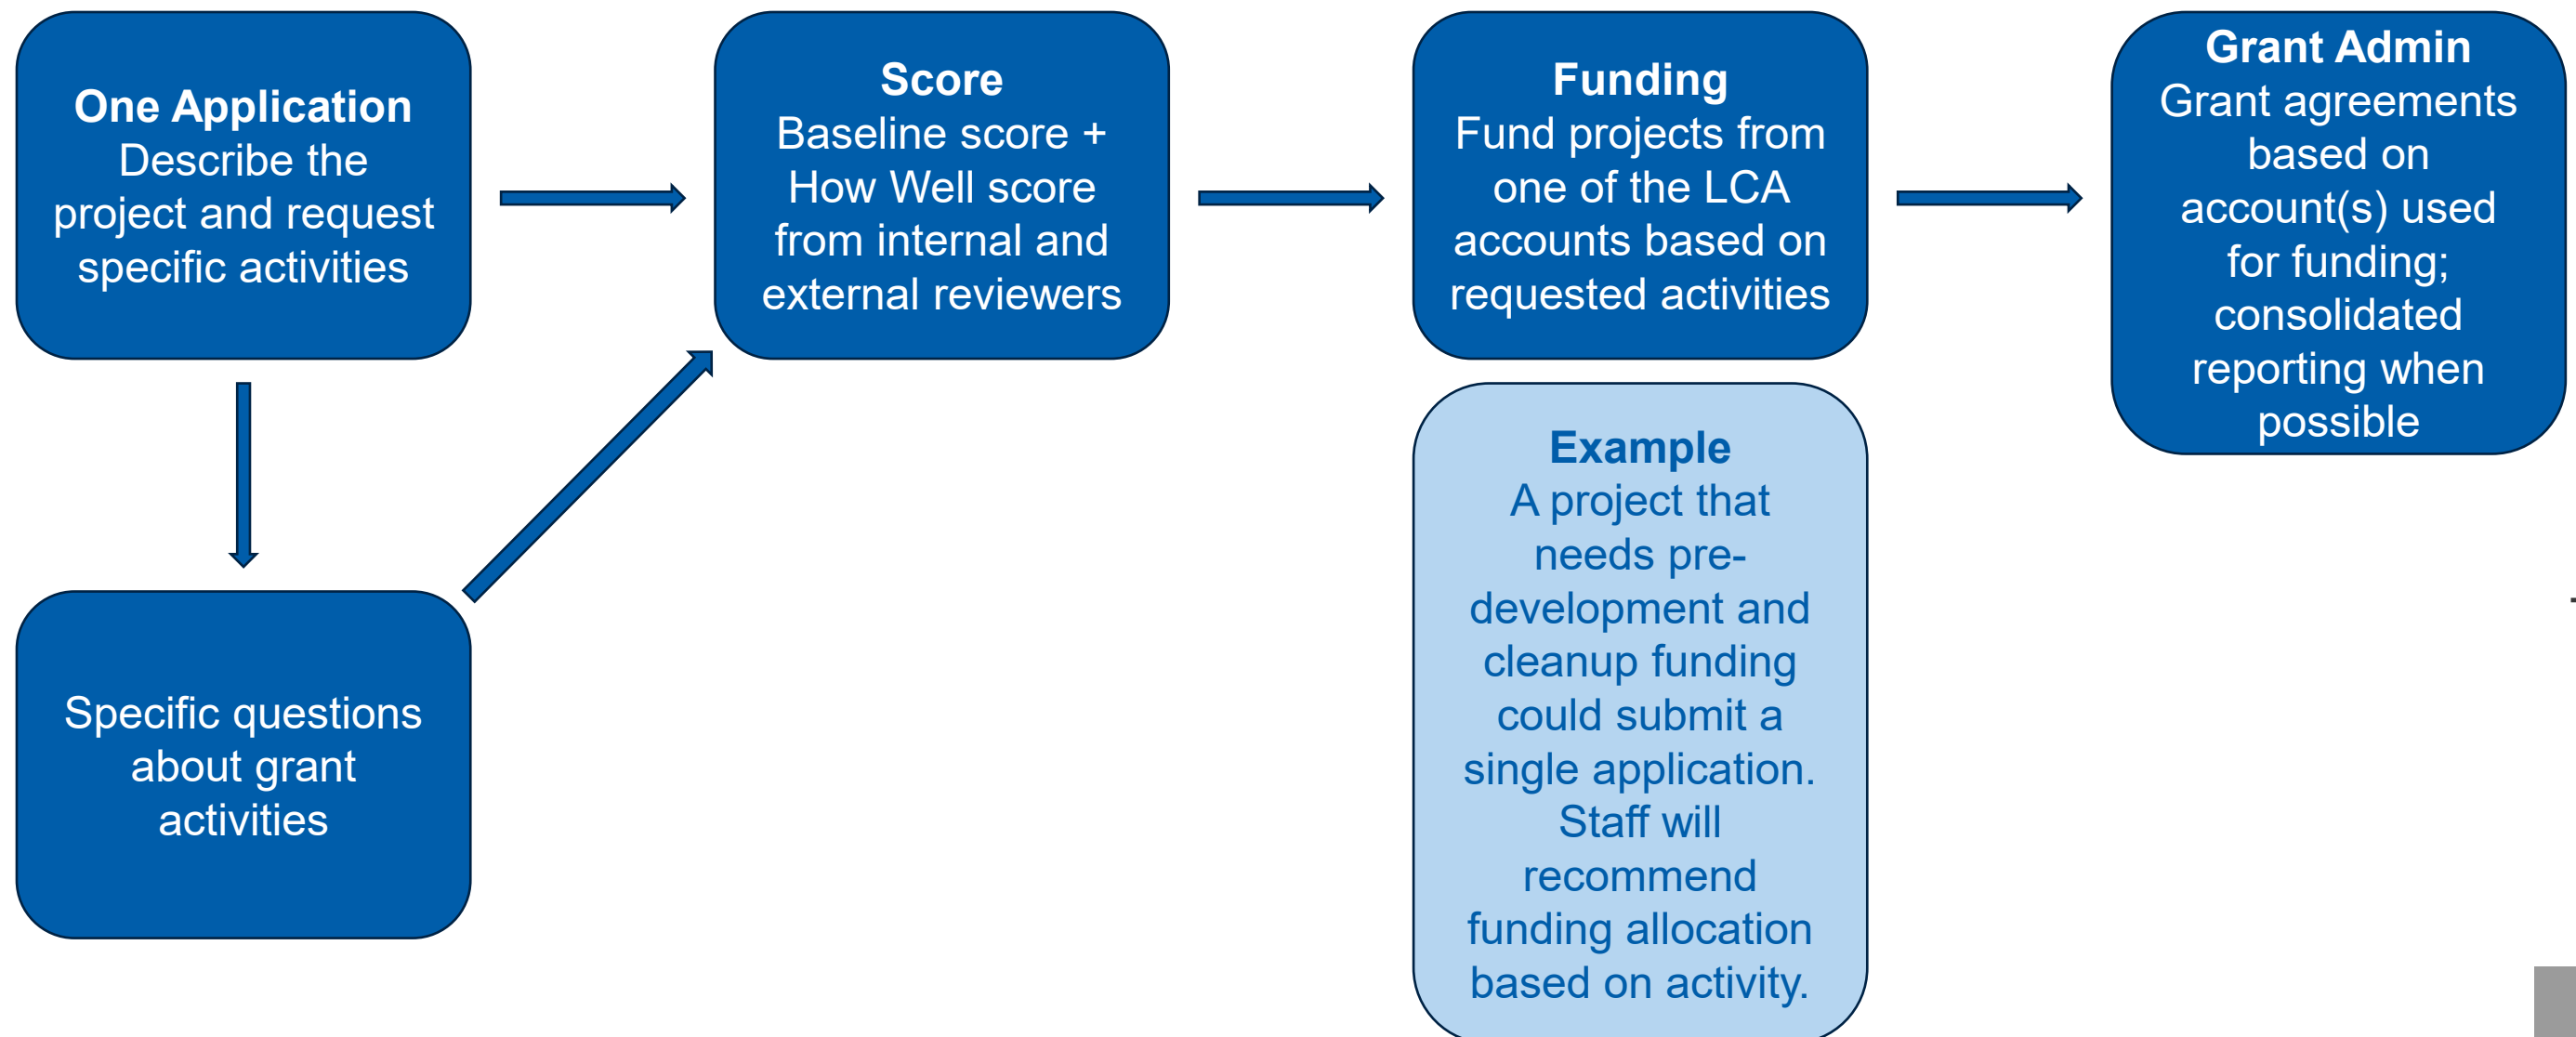 One Application
Describe the
project and request
specific activities
Specific questions
about grant
activities
Score
Baseline score +
How Well score
from internal and
external reviewers
Funding
Fund projects from
one of the LCA
accounts based on
requested activities
Example
A project that
needs pre-
development and
cleanup funding
could submit a
single application.
Staff will
recommend
funding allocation
based on activity.
Grant Admin
Grant agreements
based on
account(s) used
for funding;
consolidated
reporting when
possible